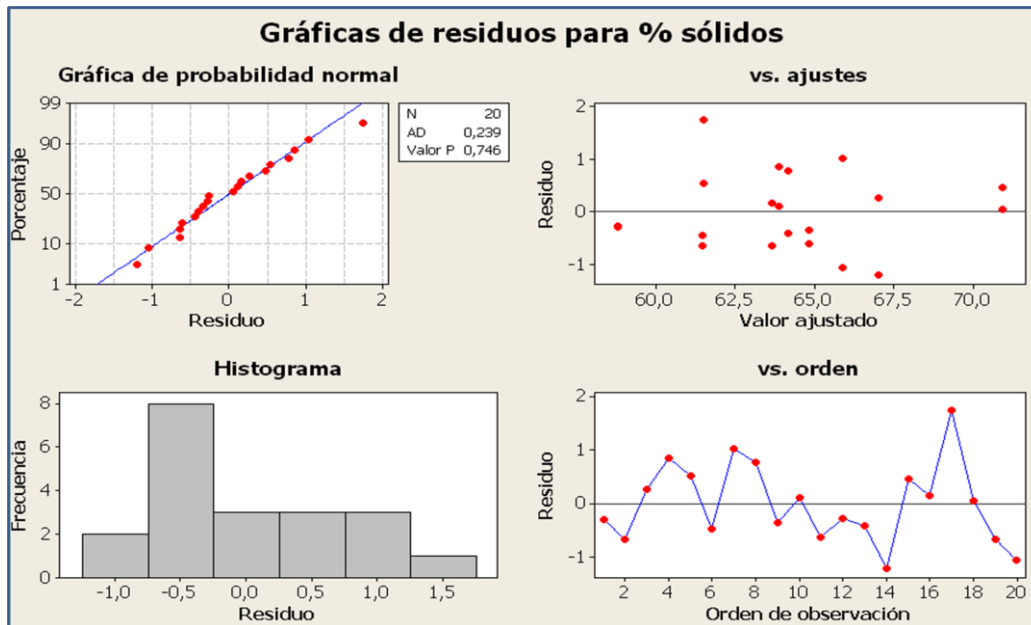 Gráficas de residuos para % sólidos
Gráfica de probabilidad normal
99
90
50
10
1
Porcentaje
-2 -1 0 1 2
Residuo
N 20
AD 0,239
Valor P 0,746
vs. ajustes
2
1
0
-1
Residuo
60,0 62,5 65,0 67,5 70,0
Valor ajustado
Histograma
8
6
4
2
0
Frecuencia
-1,0 -0,5 0,0 0,5 1,0 1,5
Residuo
vs. orden
2
1
0
-1
Residuo
2 4 6 8 10 12 14 16 18 20
Orden de observación